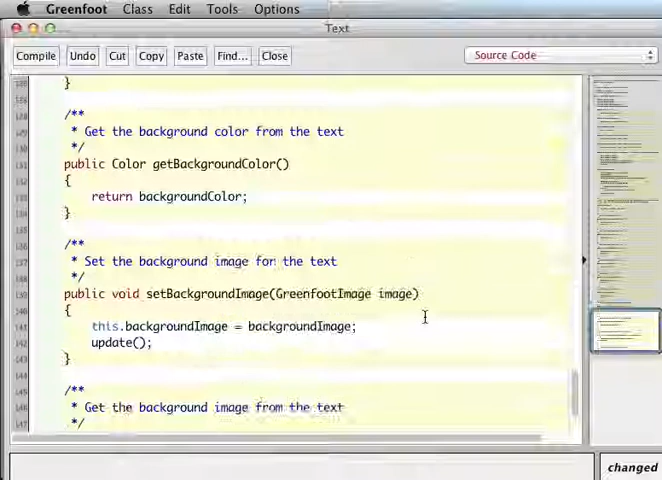 Greenfoot Class Edit Tools Options
Text
Compile Undo Cut Copy Paste Find... Close Source Code
}
/**
* Get the background color from the text
*/
public Color getBackgroundColor()
{
return backgroundColor;
}
/**
* Set the background image for the text
*/
public void setBackgroundImage(GreenfootImage image)
{
this.backgroundImage = backgroundImage;
update();
}
/**
* Get the background image from the text
*/
changed